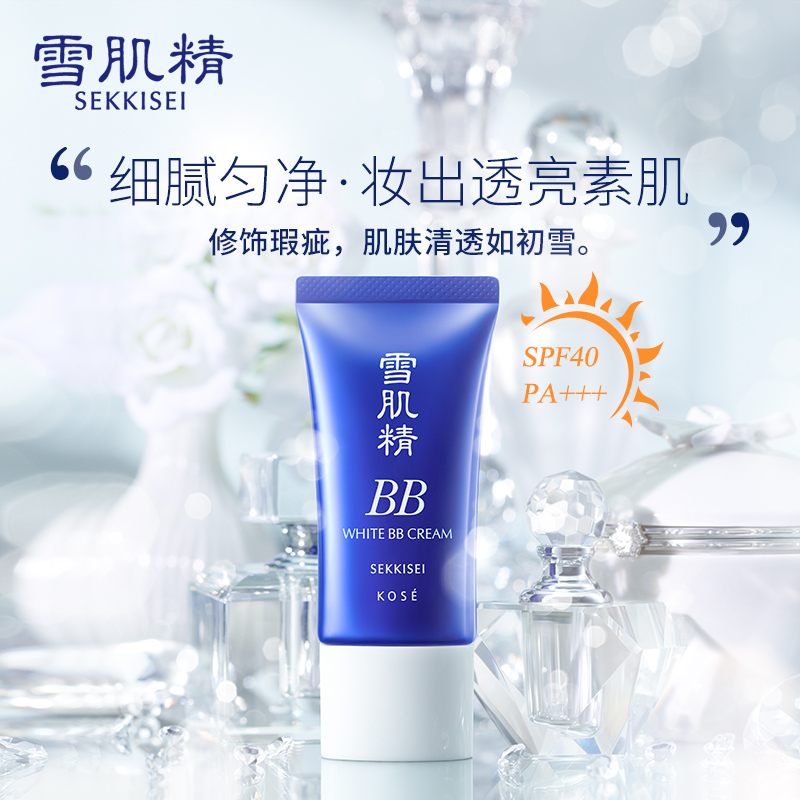 雪肌精
SEKKISEI
“细腻匀净·妆出透亮素肌
修饰瑕疵，肌肤清透如初雪。”
SPF40
PA+++
雪肌精
BB
WHITE BB CREAM
SEKKISEI
KOSÉ